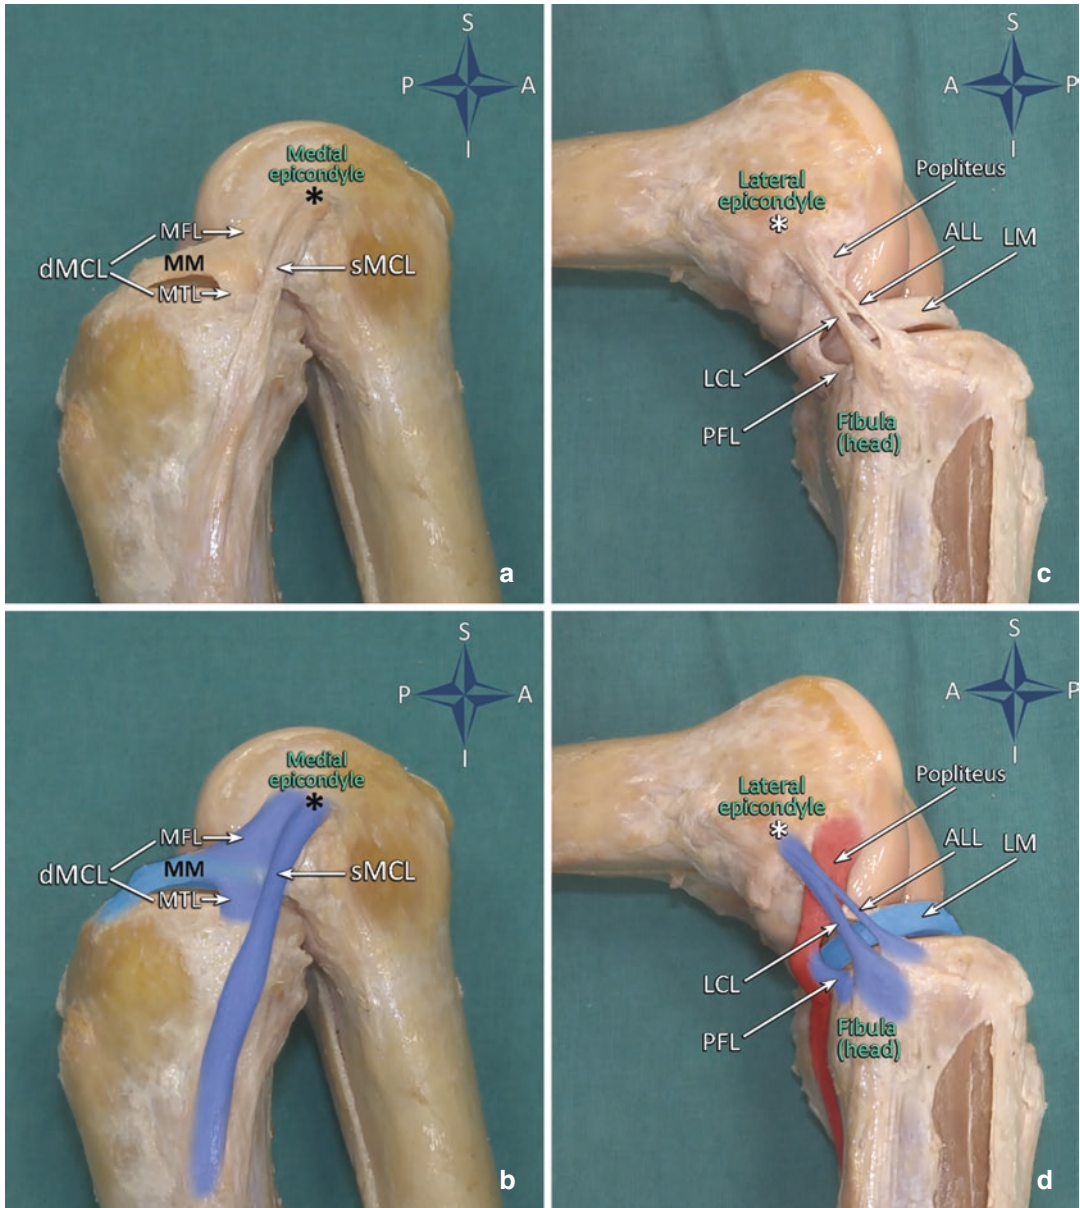 S
P
A
I
Medial
epicondyle
*
MFL
dMCL
MM
MTL
sMCL
a
S
A
P
I
Popliteus
Lateral
epicondyle
*
ALL
LM
LCL
PFL
Fibula
(head)
c
S
P
A
I
Medial
epicondyle
*
MFL
dMCL
MM
MTL
sMCL
b
S
A
P
I
Popliteus
Lateral
epicondyle
*
ALL
LM
LCL
PFL
Fibula
(head)
d